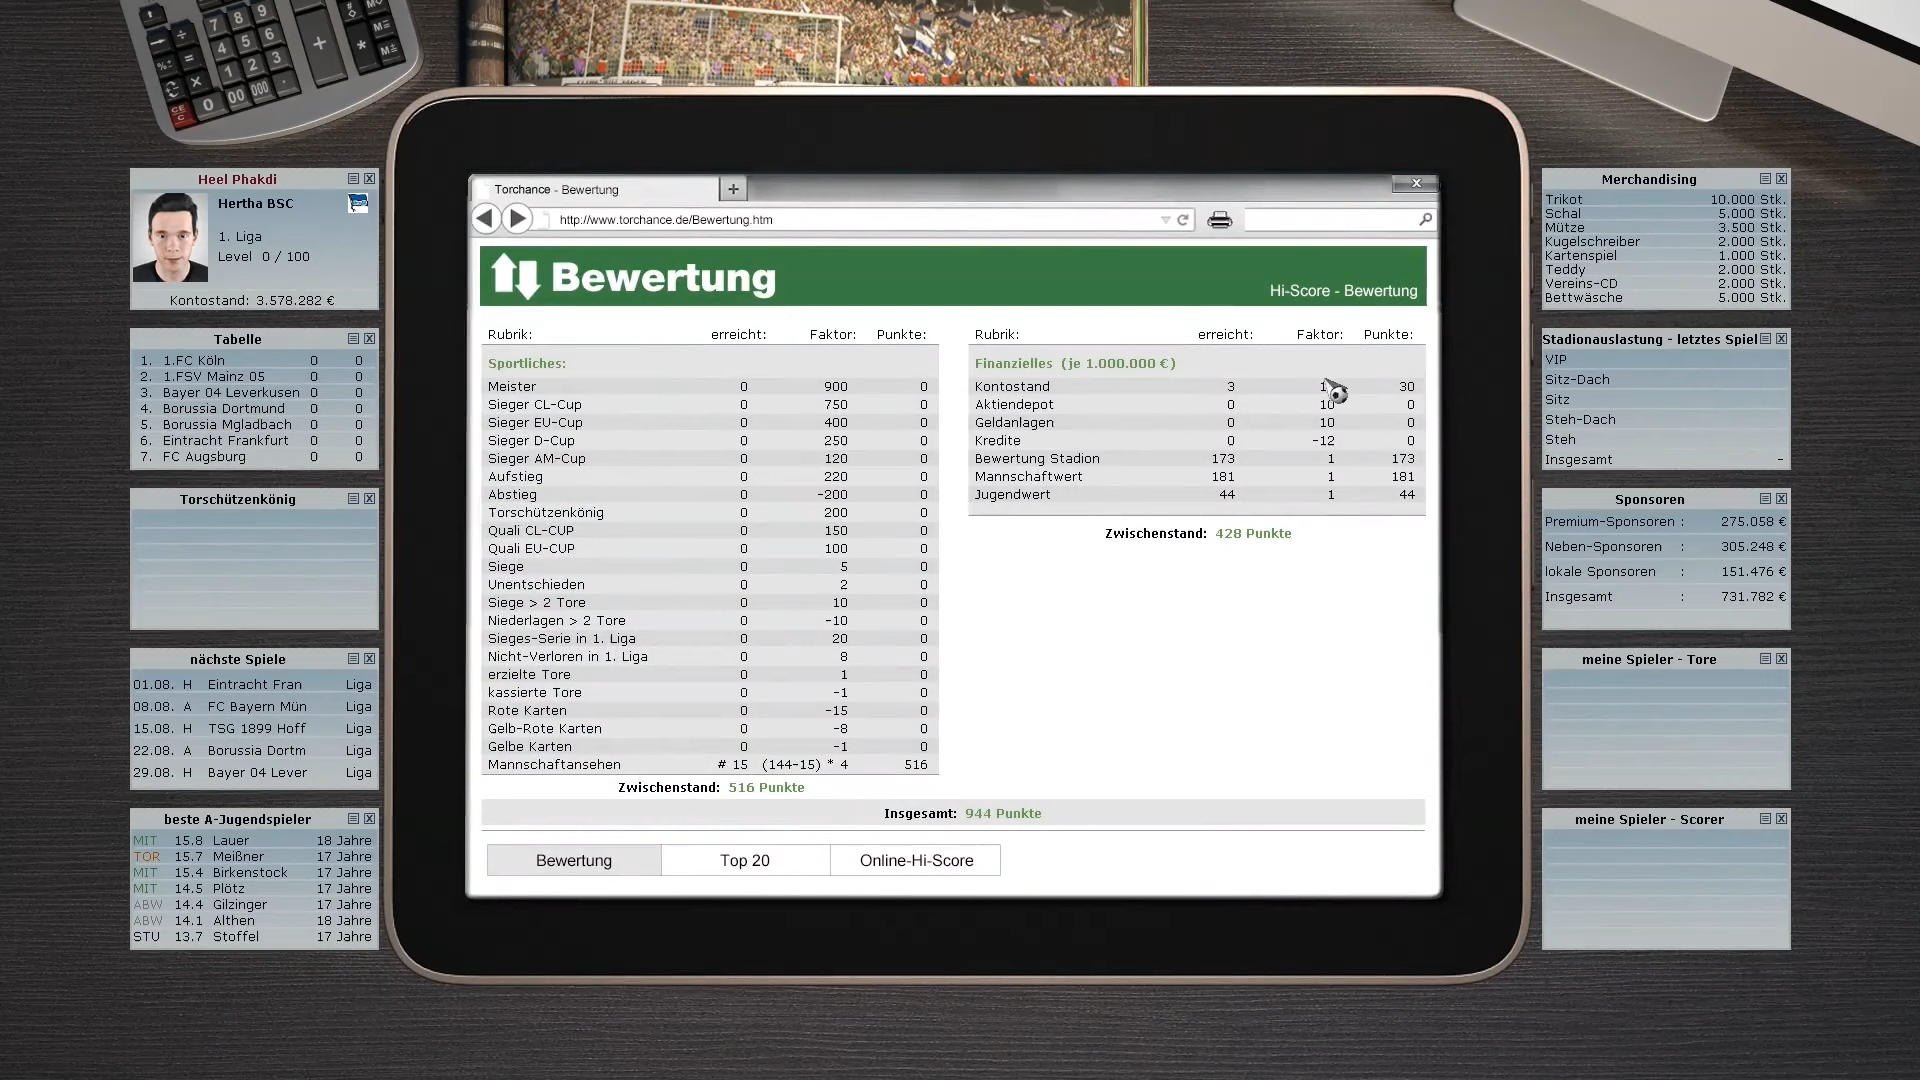 7 8 9
÷ 4 5 6 + M=
%± = 1 2 3 * M±
CE C 0 00 000
Heel Phakdi
Hertha BSC
1. Liga
Level 0 / 100
Kontostand: 3.578.282 €
Tabelle
1. 1.FC Köln 0 0
2. 1.FSV Mainz 05 0 0
3. Bayer 04 Leverkusen 0 0
4. Borussia Dortmund 0 0
5. Borussia Mgladbach 0 0
6. Eintracht Frankfurt 0 0
7. FC Augsburg 0 0
Torschützenkönig
nächste Spiele
01.08. H Eintracht Fran Liga
08.08. A FC Bayern Mün Liga
15.08. H TSG 1899 Hoff Liga
22.08. A Borussia Dortm Liga
29.08. H Bayer 04 Lever Liga
beste A-Jugendspieler
MIT 15.8 Lauer 18 Jahre
TOR 15.7 Meißner 17 Jahre
MIT 15.4 Birkenstock 17 Jahre
MIT 14.5 Plötz 17 Jahre
ABW 14.4 Gilzinger 17 Jahre
ABW 14.1 Althen 18 Jahre
STU 13.7 Stoffel 17 Jahre
Torchance - Bewertung
http://www.torchance.de/Bewertung.htm
Bewertung
Hi-Score - Bewertung
Rubrik: erreicht: Faktor: Punkte:
Sportliches:
Meister 0 900 0
Sieger CL-Cup 0 750 0
Sieger EU-Cup 0 400 0
Sieger D-Cup 0 250 0
Sieger AM-Cup 0 120 0
Aufstieg 0 220 0
Abstieg 0 -200 0
Torschützenkönig 0 200 0
Quali CL-CUP 0 150 0
Quali EU-CUP 0 100 0
Siege 0 5 0
Unentschieden 0 2 0
Siege > 2 Tore 0 10 0
Niederlagen > 2 Tore 0 -10 0
Sieges-Serie in 1. Liga 0 20 0
Nicht-Verloren in 1. Liga 0 8 0
erzielte Tore 0 1 0
kassierte Tore 0 -1 0
Rote Karten 0 -15 0
Gelb-Rote Karten 0 -8 0
Gelbe Karten 0 -1 0
Mannschaftansehen # 15 (144-15) * 4 516
Zwischenstand: 516 Punkte
Rubrik: erreicht: Faktor: Punkte:
Finanzielles (je 1.000.000 €)
Kontostand 3 30
Aktiendepot 0 10 0
Geldanlagen 0 10 0
Kredite 0 -12 0
Bewertung Stadion 173 1 173
Mannschaftwert 181 1 181
Jugendwert 44 1 44
Zwischenstand: 428 Punkte
Insgesamt: 944 Punkte
Bewertung Top 20 Online-Hi-Score
Merchandising
Trikot 10.000 Stk.
Schal 5.000 Stk.
Mütze 3.500 Stk.
Kugelschreiber 2.000 Stk.
Kartenspiel 1.000 Stk.
Teddy 2.000 Stk.
Vereins-CD 2.000 Stk.
Bettwäsche 5.000 Stk.
Stadionauslastung - letztes Spiel
VIP
Sitz-Dach
Sitz
Steh-Dach
Steh
Insgesamt -
Sponsoren
Premium-Sponsoren : 275.058 €
Neben-Sponsoren : 305.248 €
lokale Sponsoren : 151.476 €
Insgesamt : 731.782 €
meine Spieler - Tore
meine Spieler - Scorer